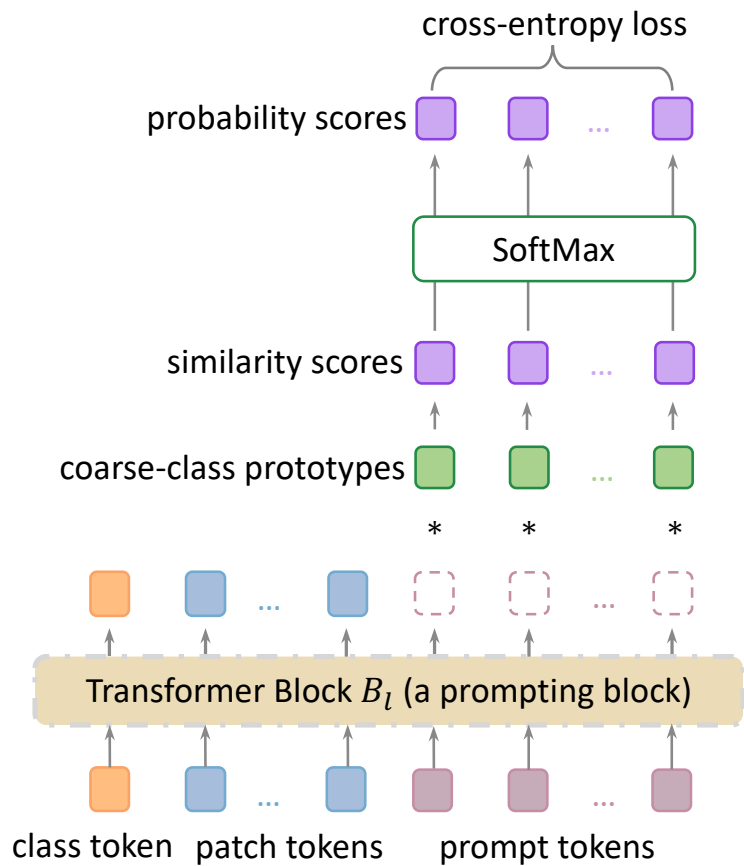 cross-entropy loss
probability scores
...
SoftMax
similarity scores
...
coarse-class prototypes
...
* * *
... ...
Transformer Block B_l (a prompting block)
... ...
class token patch tokens prompt tokens